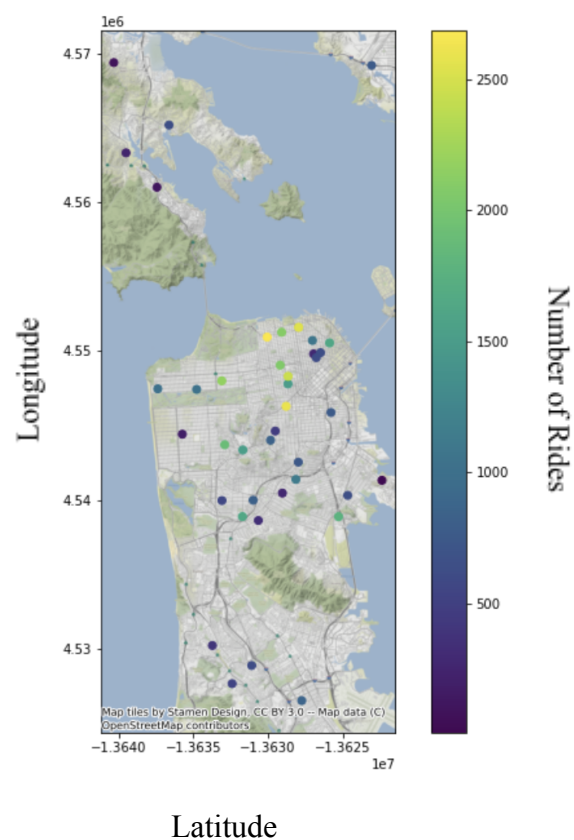 1e6
4.57
4.56
4.55
4.54
4.53
Longitude
Map tiles by Stamen Design, CC BY 3.0 -- Map data (C)
OpenStreetMap contributors
−1.3640 −1.3635 −1.3630 −1.3625
1e7
Latitude
2500
2000
1500
1000
500
Number of Rides